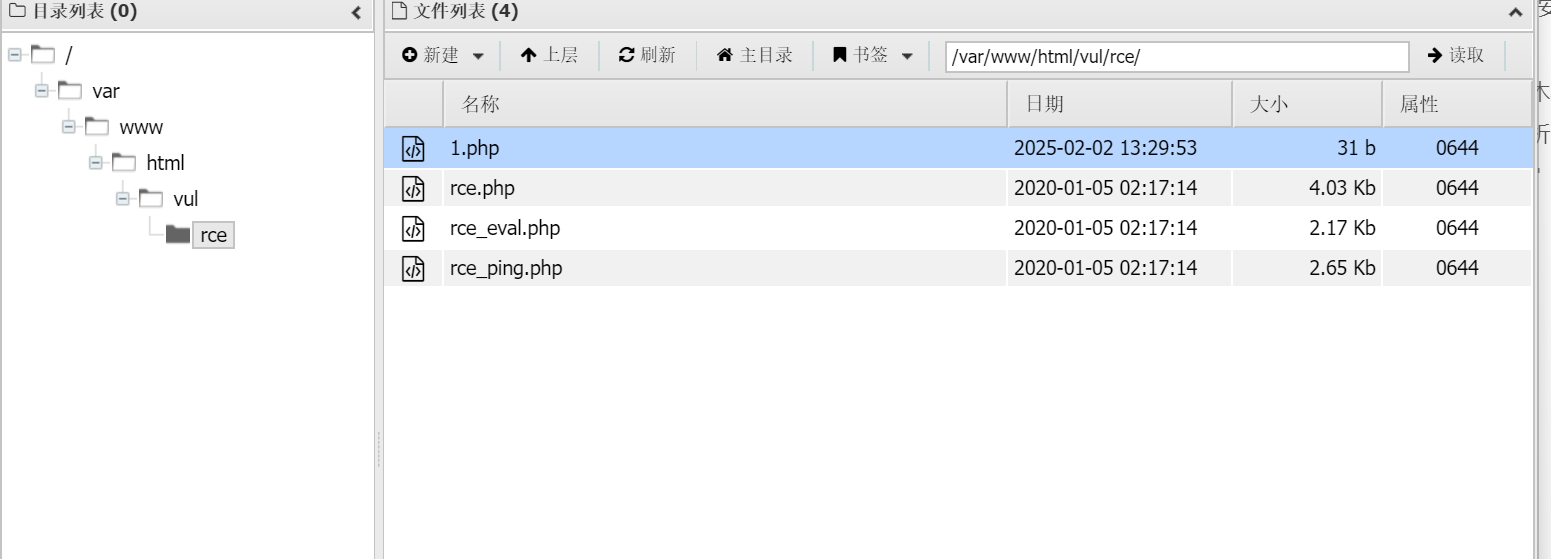 目录列表 (0)
/
var
www
html
vul
rce
文件列表 (4)
新建 上层 刷新 主目录 书签 /var/www/html/vul/rce/ 读取
名称 日期 大小 属性
1.php 2025-02-02 13:29:53 31 b 0644
rce.php 2020-01-05 02:17:14 4.03 Kb 0644
rce_eval.php 2020-01-05 02:17:14 2.17 Kb 0644
rce_ping.php 2020-01-05 02:17:14 2.65 Kb 0644